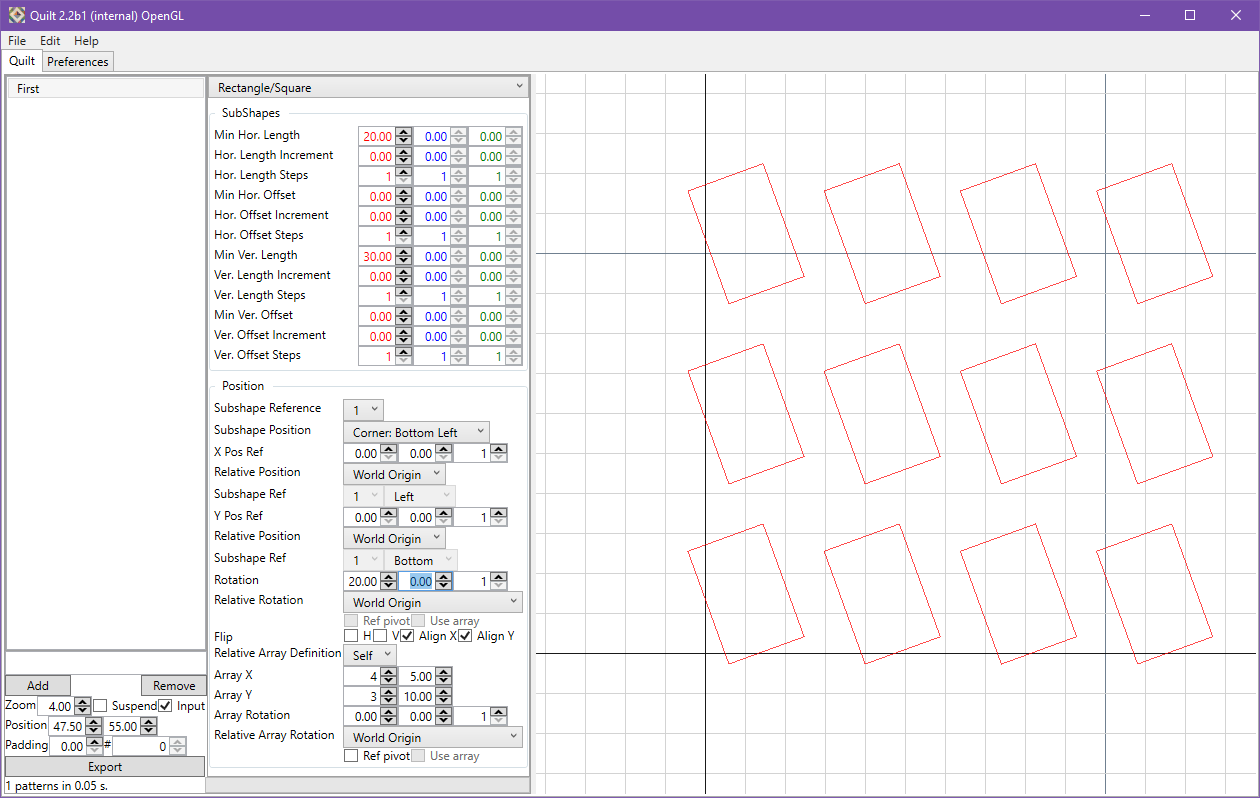 Quilt 2.2b1 (internal) OpenGL
File Edit Help
Quilt Preferences
First
Rectangle/Square
SubShapes
Min Hor. Length 20.00 0.00 0.00
Hor. Length Increment 0.00 0.00 0.00
Hor. Length Steps 1 1 1
Min Hor. Offset 0.00 0.00 0.00
Hor. Offset Increment 0.00 0.00 0.00
Hor. Offset Steps 1 1 1
Min Ver. Length 30.00 0.00 0.00
Ver. Length Increment 0.00 0.00 0.00
Ver. Length Steps 1 1 1
Min Ver. Offset 0.00 0.00 0.00
Ver. Offset Increment 0.00 0.00 0.00
Ver. Offset Steps 1 1 1
Position
Subshape Reference 1
Subshape Position Corner: Bottom Left
X Pos Ref 0.00 0.00 1
Relative Position World Origin
Subshape Ref 1 Left
Y Pos Ref 0.00 0.00 1
Relative Position World Origin
Subshape Ref 1 Bottom
Rotation 20.00 0.00 1
Relative Rotation World Origin
Ref pivot Use array
Flip H V Align X Align Y
Relative Array Definition Self
Array X 4 5.00
Array Y 3 10.00
Array Rotation 0.00 0.00 1
Relative Array Rotation World Origin
Ref pivot Use array
Add Remove
Zoom 4.00 Suspend Input
Position 47.50 55.00
Padding 0.00 # 0
Export
1 patterns in 0.05 s.